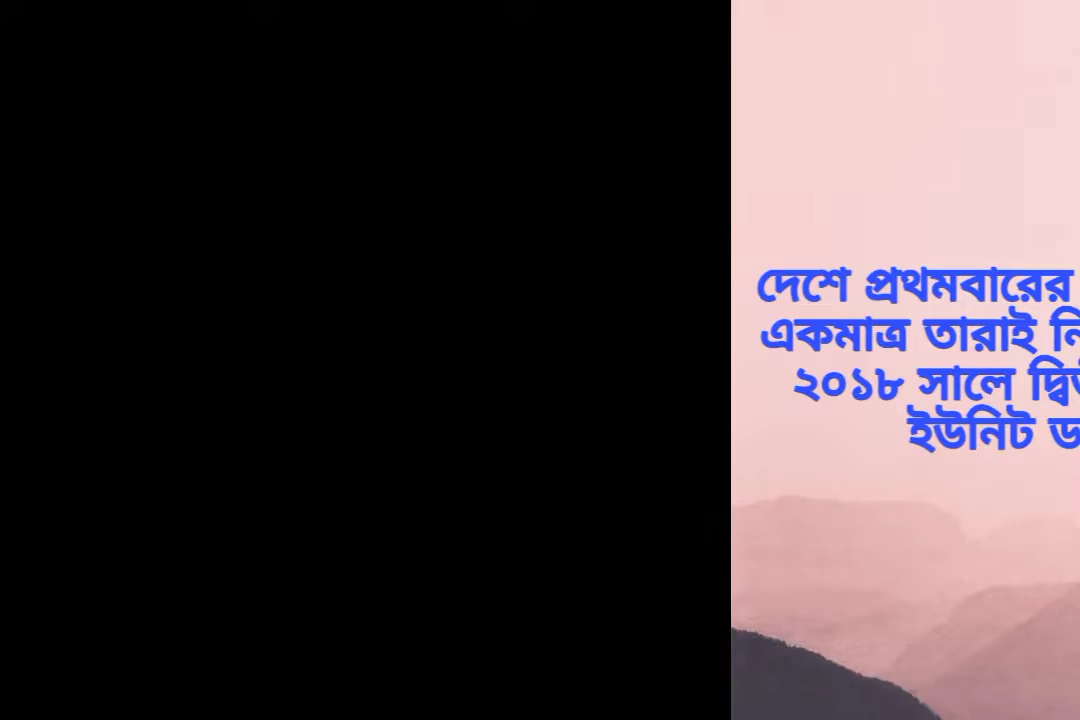 দেশে প্রথমবারের
একমাত্র তারাই
২০১৮ সালে
ইউনিট